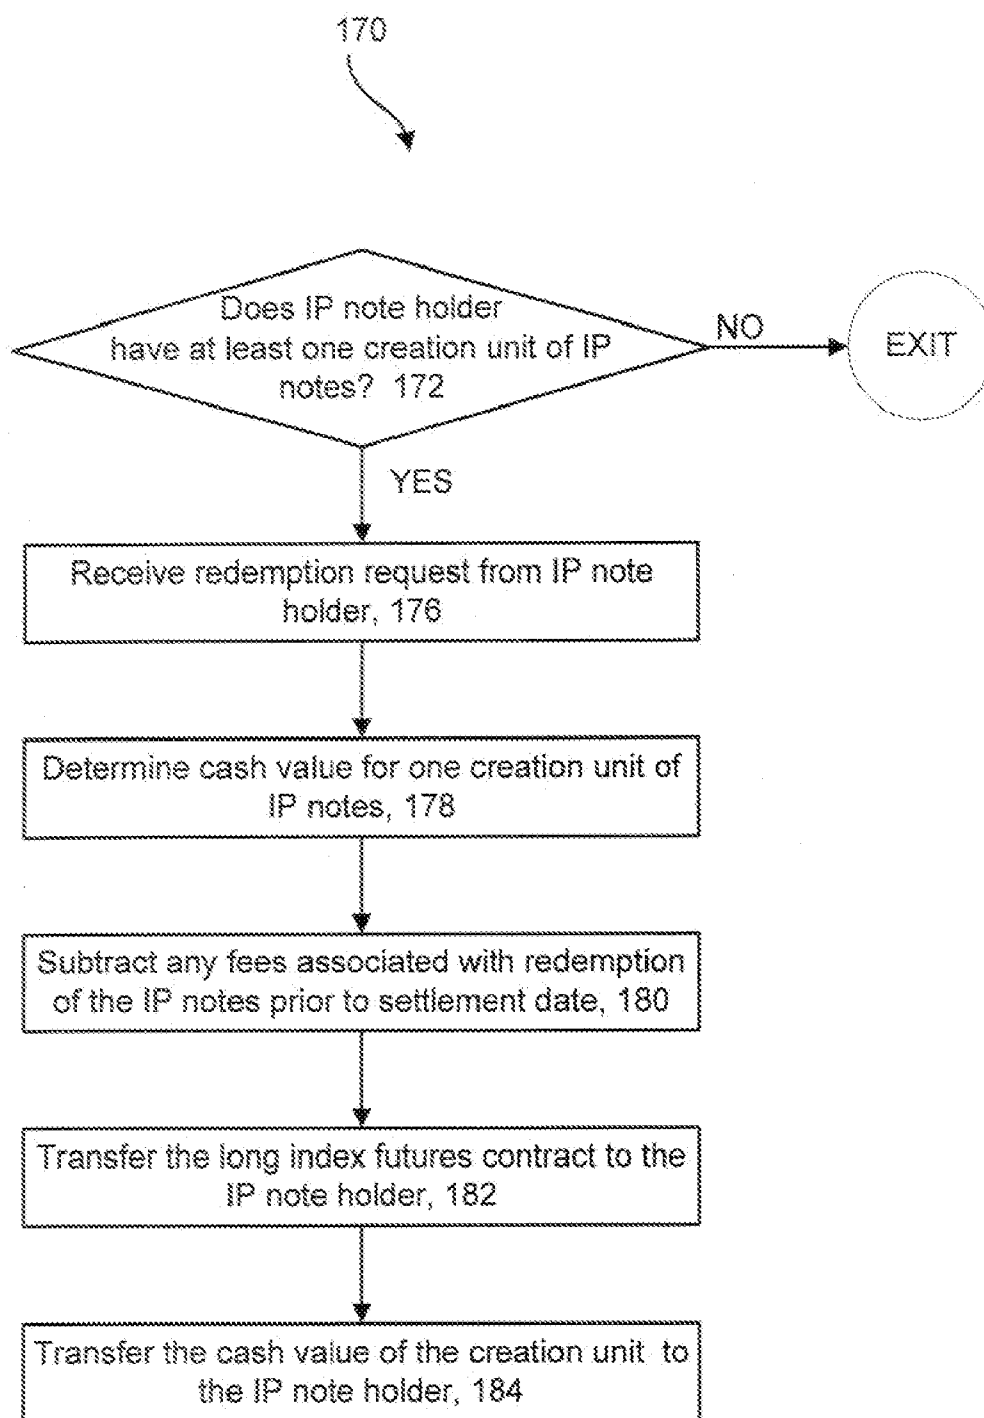 170
Does IP note holder
have at least one creation unit of IP
notes? 172
NO
EXIT
YES
Receive redemption request from IP note
holder, 176
Determine cash value for one creation unit of
IP notes, 178
Subtract any fees associated with redemption
of the IP notes prior to settlement date, 180
Transfer the long index futures contract to the
IP note holder, 182
Transfer the cash value of the creation unit to
the IP note holder, 184